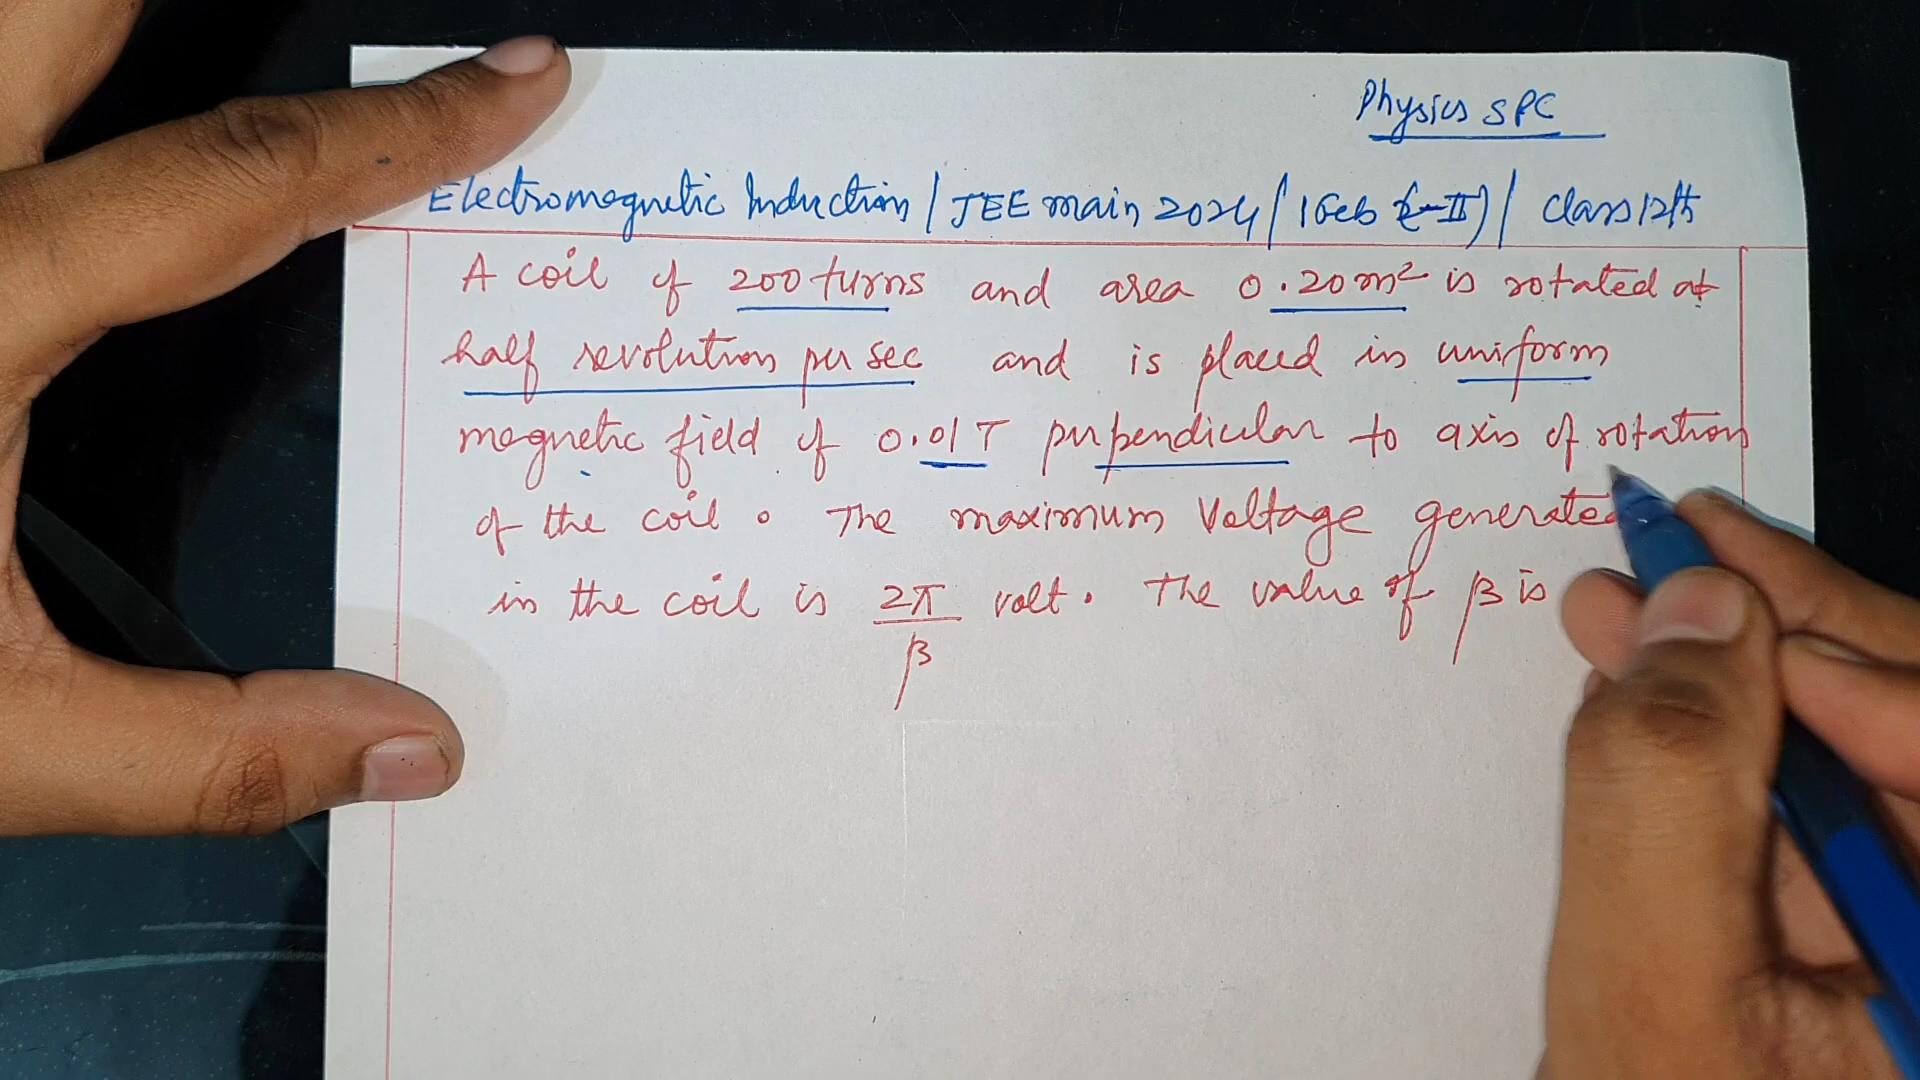 Physics SPC
Electromagnetic Induction / JEE main 2024 / 1 Feb (-II) / Class 12th
A coil of 200 turns and area 0.20 m² is rotated at
half revolution per sec and is placed in uniform
magnetic field of 0.01 T perpendicular to axis of rotation
of the coil. The maximum Voltage generated
in the coil is 2π/β volt. The value of β is